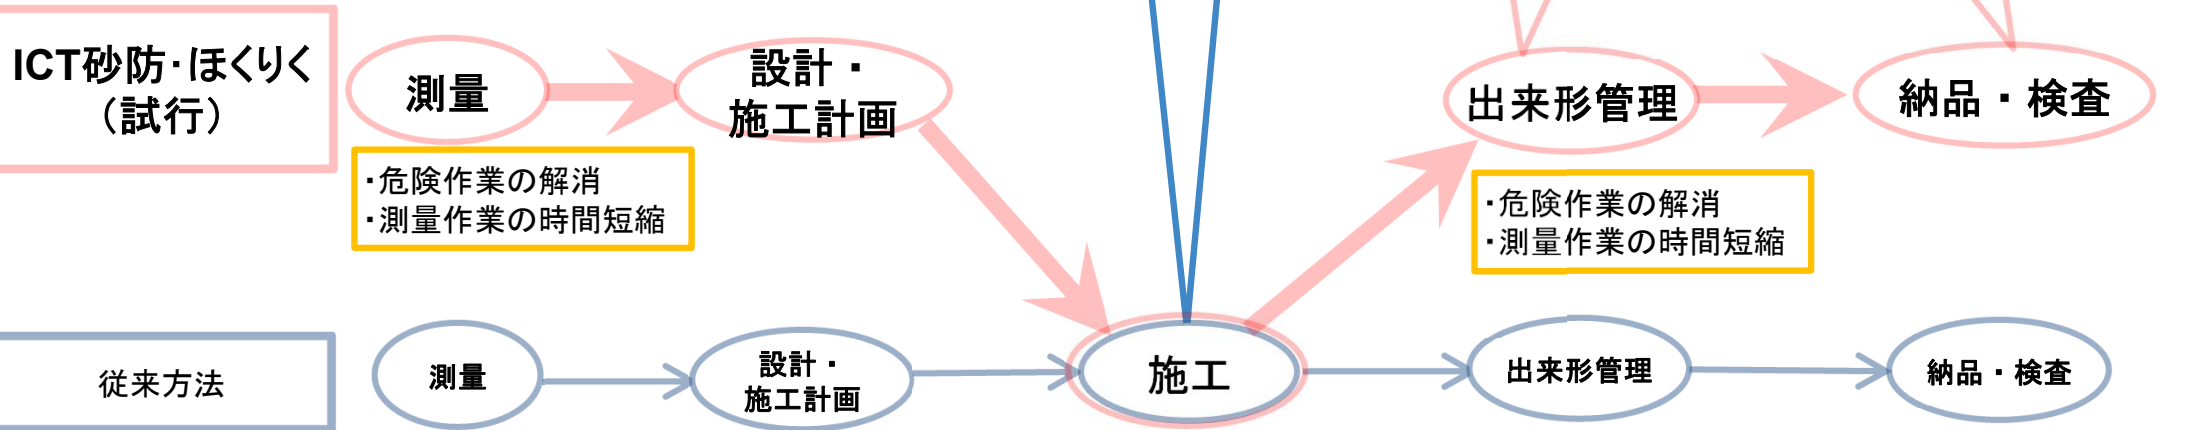 ICT砂防・ほくりく
（試行）
測量
設計・
施工計画
出来形管理
納品・検査
・危険作業の解消
・測量作業の時間短縮
・危険作業の解消
・測量作業の時間短縮
従来方法
測量
設計・
施工計画
施工
出来形管理
納品・検査